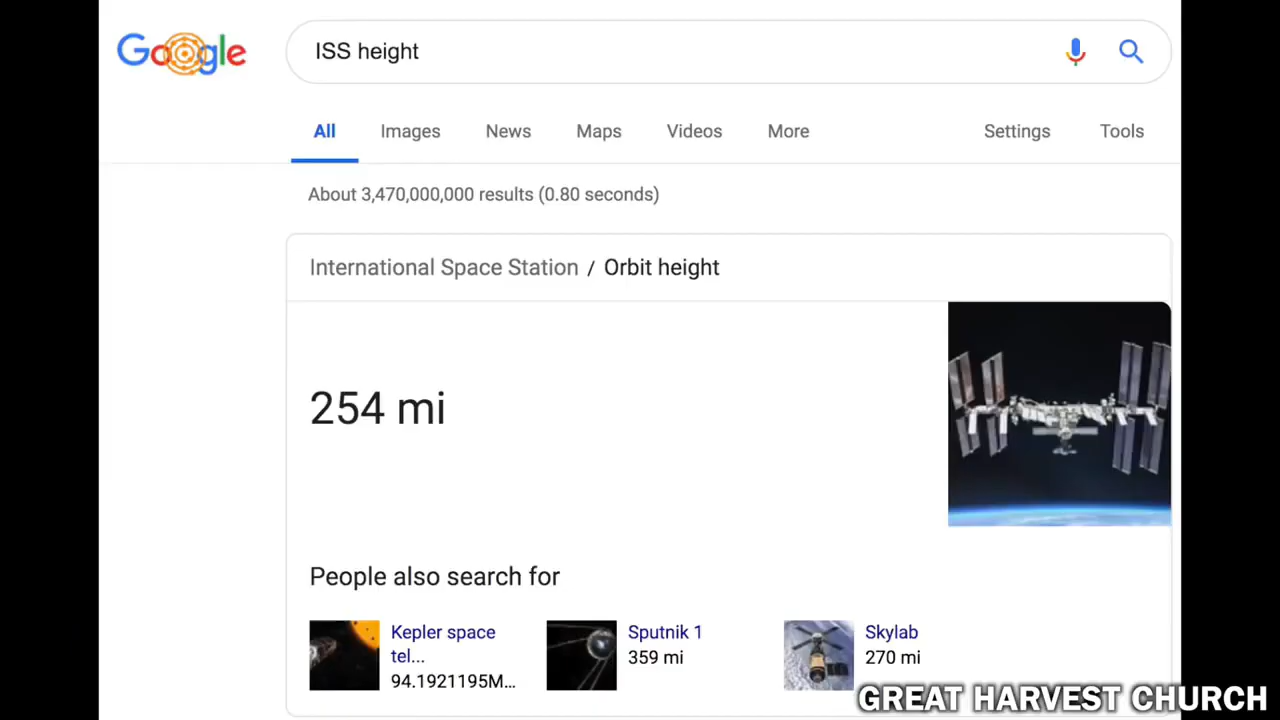 Google
ISS height
All Images News Maps Videos More Settings Tools
About 3,470,000,000 results (0.80 seconds)
International Space Station / Orbit height
254 mi
People also search for
Kepler space
tel...
94.1921195M...
Sputnik 1
359 mi
Skylab
270 mi
GREAT HARVEST CHURCH